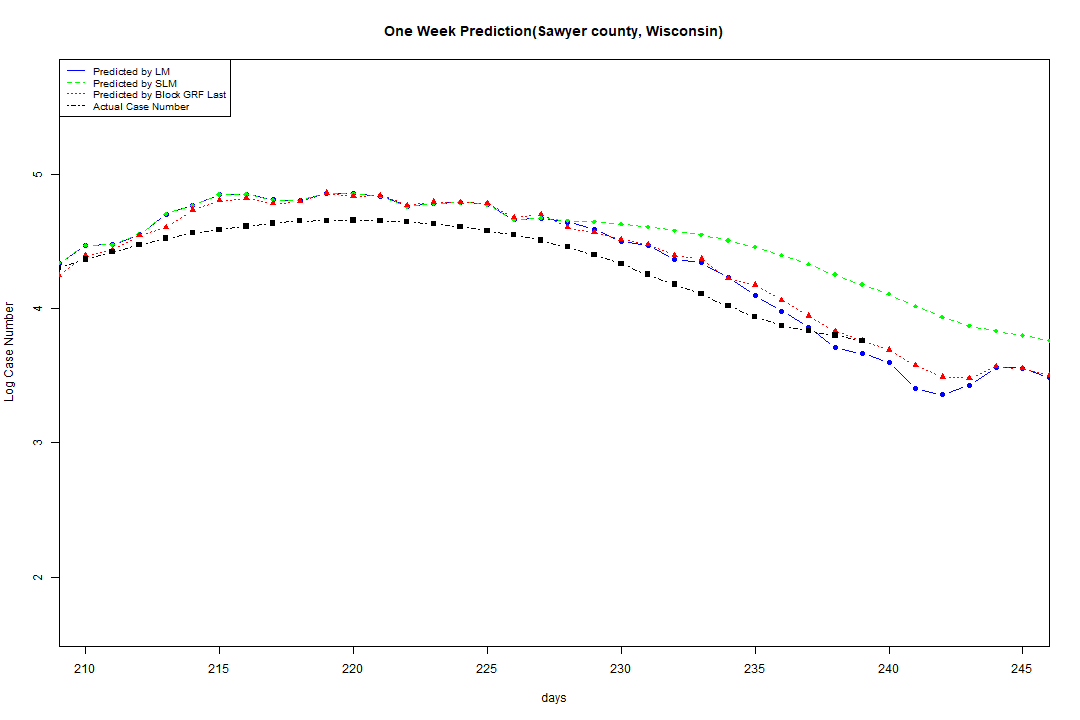 One Week Prediction(Sawyer county, Wisconsin)
Predicted by LM
Predicted by SLM
Predicted by Block GRF Last
Actual Case Number
5
4
3
2
Log Case Number
210 215 220 225 230 235 240 245
days